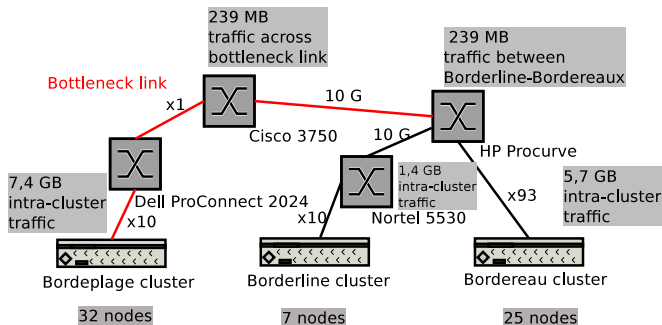 239 MB
traffic across
bottleneck link
239 MB
traffic between
Borderline-Bordereaux
Bottleneck link
x1
10 G
Cisco 3750
10 G
HP Procurve
7,4 GB
intra-cluster
traffic
Dell ProConnect 2024
x10
1,4 GB
intra-cluster
traffic
x10
Nortel 5530
x93
5,7 GB
intra-cluster
traffic
Bordeplage cluster
Borderline cluster
Bordereau cluster
32 nodes
7 nodes
25 nodes